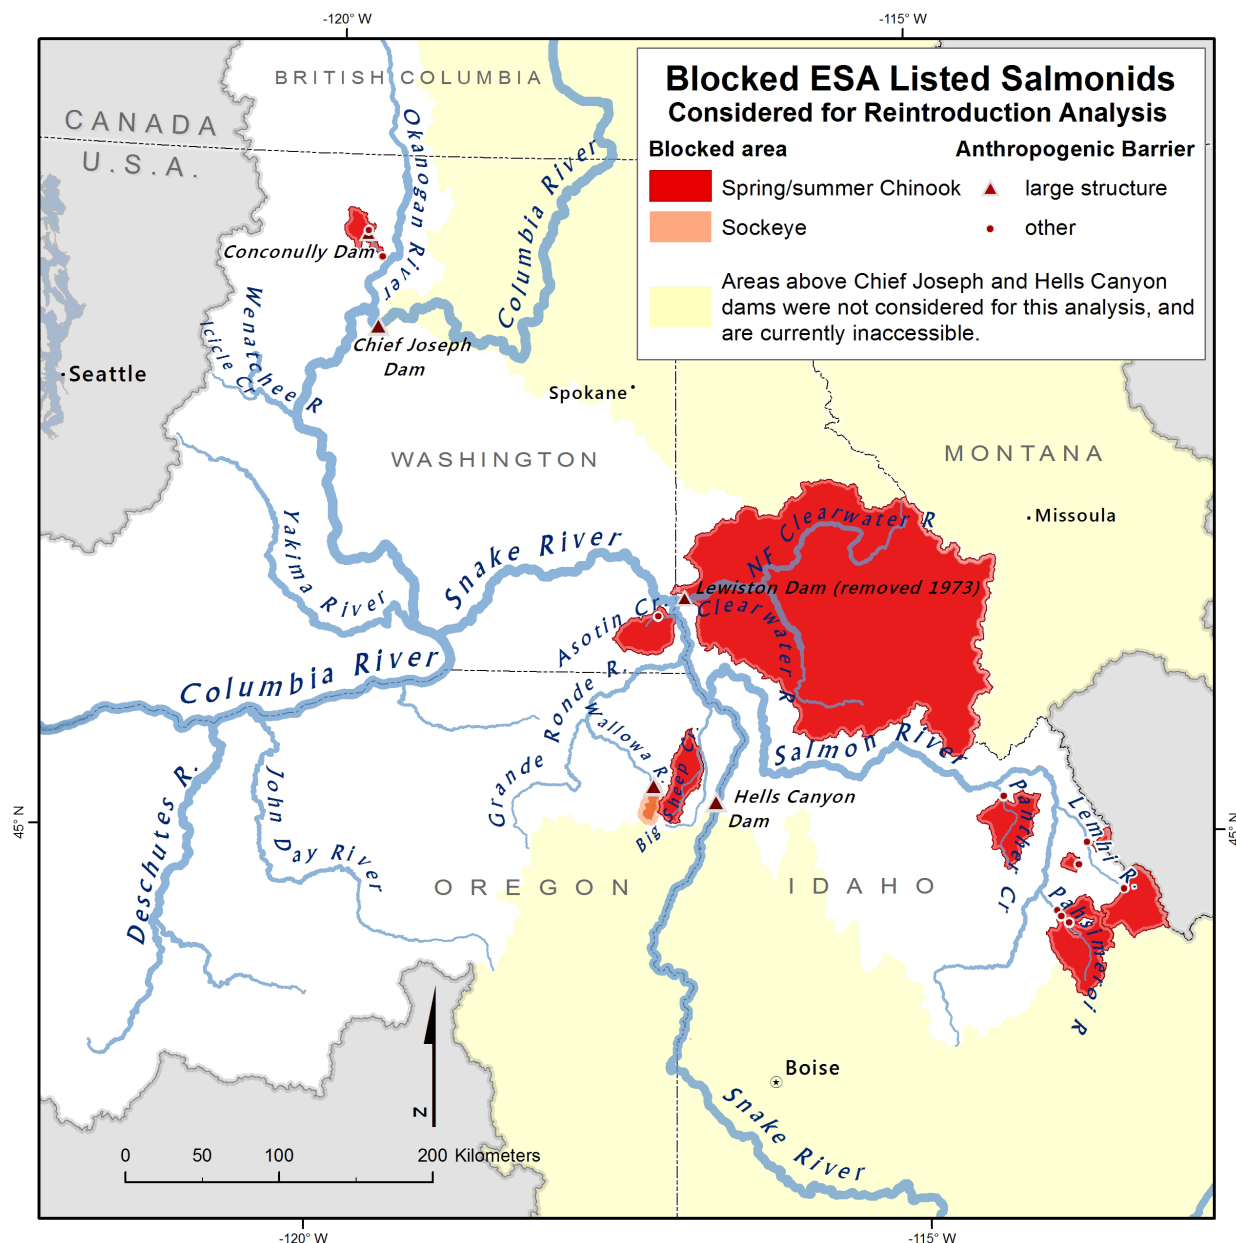 -120° W
-115° W
Blocked ESA Listed Salmonids
Considered for Reintroduction Analysis
Blocked area
Anthropogenic Barrier
Spring/summer Chinook
large structure
Sockeye
other
Areas above Chief Joseph and Hells Canyon
dams were not considered for this analysis, and
are currently inaccessible.
BRITISH COLUMBIA
CANADA
U.S.A.
Okanogan River
Columbia River
Conconully Dam
Wenatchee R
Icicle Cr
Chief Joseph
Dam
Seattle
Spokane
WASHINGTON
MONTANA
Missoula
Yakima River
Snake River
NF Clearwater R
Lewiston Dam (removed 1973)
Clearwater R
Asotin Cr.
Columbia River
Grande Ronde R.
Wallowa R.
Big Sheep Cr
Salmon River
Hells Canyon
Dam
Deschutes R.
John Day River
Panther Cr
Lemhi R.
Pahsimeroi R
45° N
45° N
OREGON
IDAHO
Boise
Snake River
N
0
50
100
200 Kilometers
-120° W
-115° W